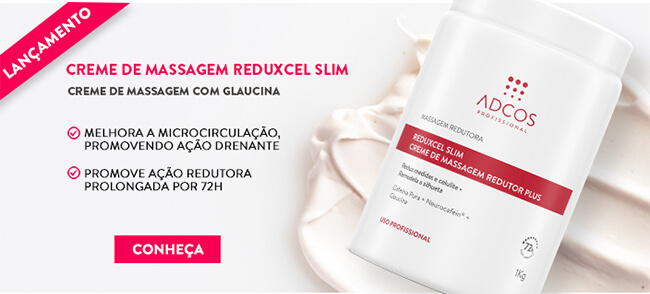 LANÇAMENTO
CREME DE MASSAGEM REDUXCEL SLIM
CREME DE MASSAGEM COM GLAUCINA
MELHORA A MICROCIRCULAÇÃO,
PROMOVENDO AÇÃO DRENANTE
PROMOVE AÇÃO REDUTORA
PROLONGADA POR 72H
CONHEÇA
ADCOS
PROFISSIONAL
MASSAGEM REDUTORA
REDUXCEL SLIM
CREME DE MASSAGEM REDUTOR PLUS
Reduz medidas e celulite •
Remodela a silhueta
Cafeína Pura + Neurocafein® +
Glaucina
USO PROFISSIONAL
72h
1Kg